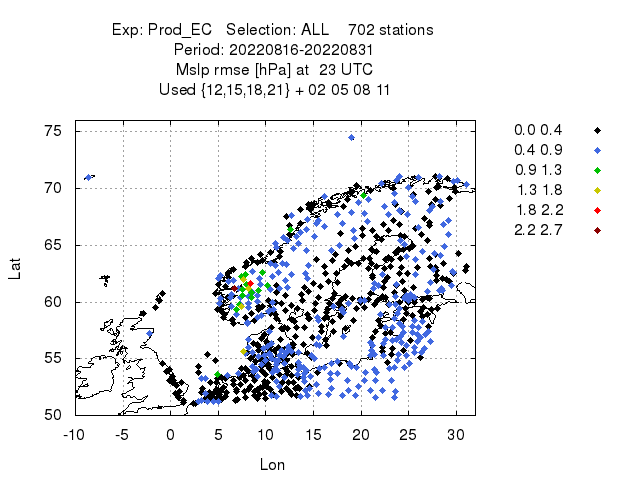 Exp: Prod_EC   Selection: ALL    702 stations
Period: 20220816-20220831
Mslp rmse [hPa] at  23 UTC
Used {12,15,18,21} + 02 05 08 11
0.0 0.4
0.4 0.9
0.9 1.3
1.3 1.8
1.8 2.2
2.2 2.7
75
70
65
60
55
50
Lat
-10 -5 0 5 10 15 20 25 30
Lon